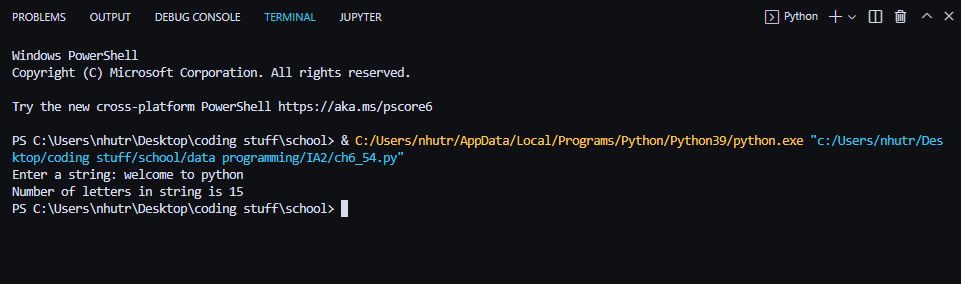 PROBLEMS OUTPUT DEBUG CONSOLE TERMINAL JUPYTER Python
Windows PowerShell
Copyright (C) Microsoft Corporation. All rights reserved.
Try the new cross-platform PowerShell https://aka.ms/pscore6
PS C:\Users\nhutr\Desktop\coding stuff\school> & C:/Users/nhutr/AppData/Local/Programs/Python/Python39/python.exe "c:/Users/nhutr/Des
ktop/coding stuff/school/data programming/IA2/ch6_54.py"
Enter a string: welcome to python
Number of letters in string is 15
PS C:\Users\nhutr\Desktop\coding stuff\school>